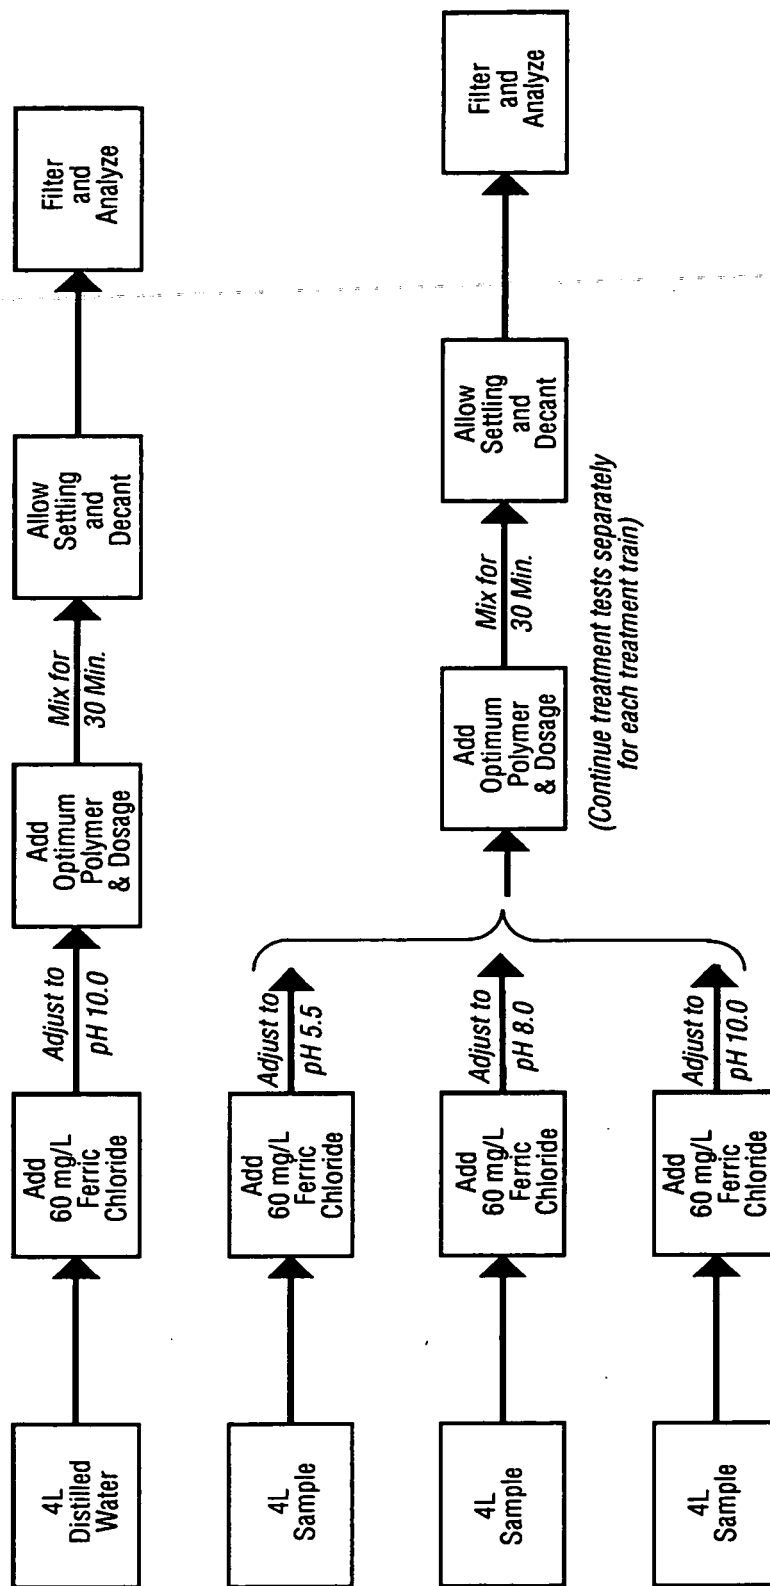 4L
Distilled
Water
Add
60 mg/L
Ferric
Chloride
Adjust to
pH 10.0
Add
Optimum
Polymer
& Dosage
Mix for
30 Min.
Allow
Settling
and
Decant
Filter
and
Analyze
4L
Sample
Add
60 mg/L
Ferric
Chloride
Adjust to
pH 5.5
4L
Sample
Add
60 mg/L
Ferric
Chloride
Adjust to
pH 8.0
4L
Sample
Add
60 mg/L
Ferric
Chloride
Adjust to
pH 10.0
Add
Optimum
Polymer
& Dosage
Mix for
30 Min.
Allow
Settling
and
Decant
Filter
and
Analyze
(Continue treatment tests separately
for each treatment train)